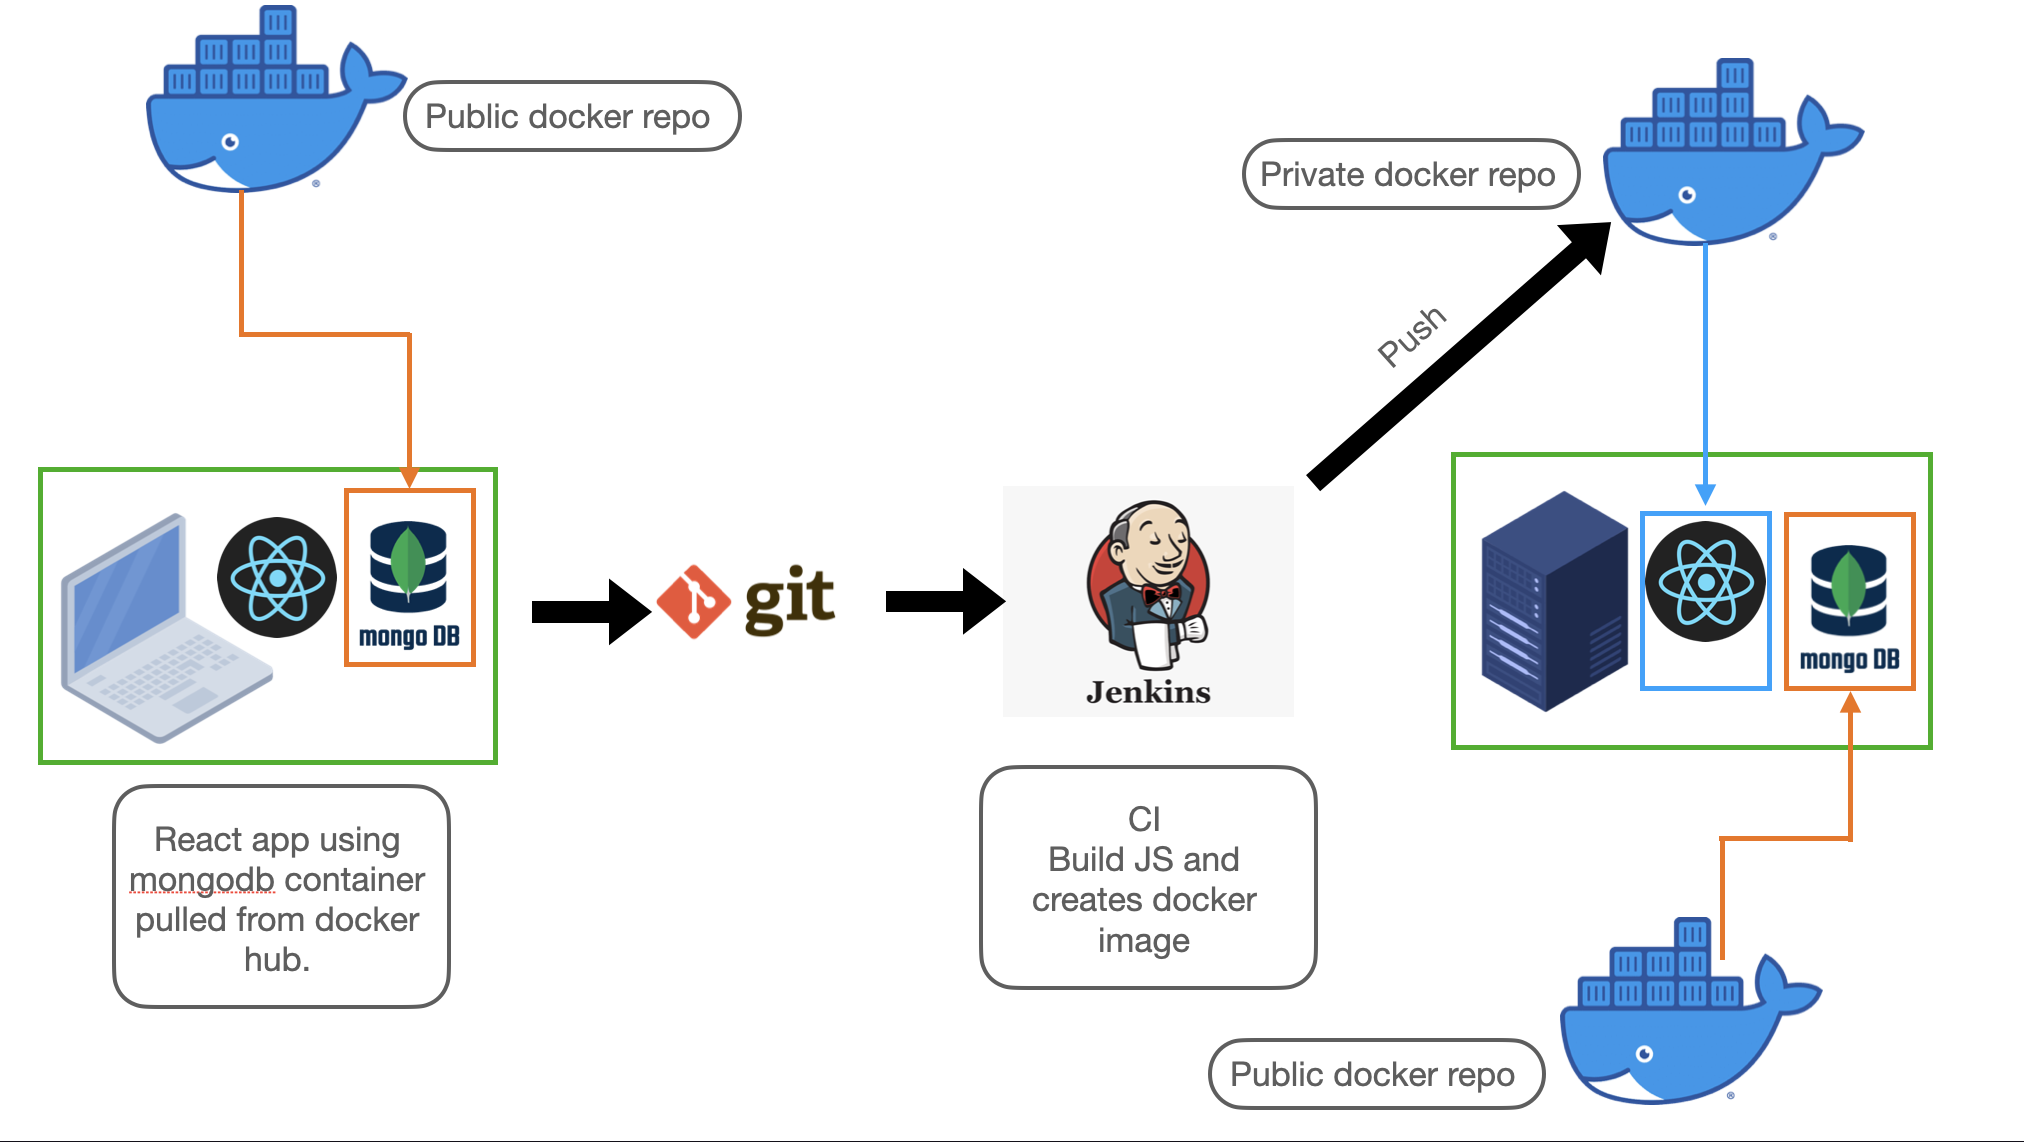 Public docker repo
Private docker repo
Push
mongo DB
git
Jenkins
mongo DB
React app using
mongodb container
pulled from docker
hub.
CI
Build JS and
creates docker
image
Public docker repo